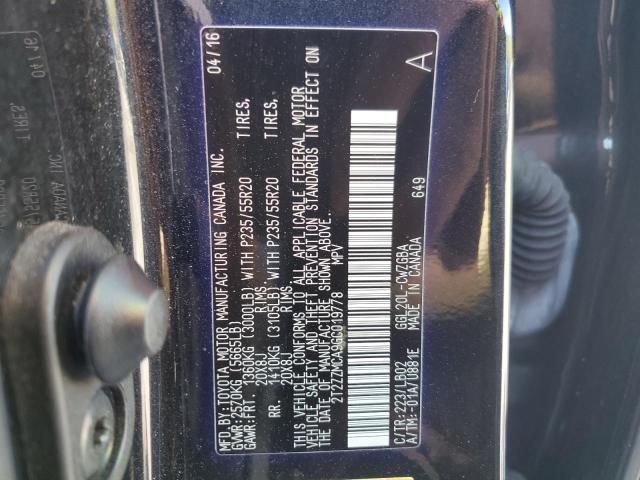 MFD.BY:TOYOTA MOTOR MANUFACTURING CANADA INC. 04/16
GVWR:2570KG (5665LB)
GAWR:FRT. 1360KG (3000LB) WITH P235/55R20 TIRES,
20X8J RIMS.
RR. 1410KG (3105LB) WITH P235/55R20 TIRES,
20X8J RIMS.
THIS VEHICLE CONFORMS TO ALL APPLICABLE FEDERAL MOTOR
VEHICLE SAFETY AND THEFT PREVENTION STANDARDS IN EFFECT ON
THE DATE OF MANUFACTURE SHOWN ABOVE.
2T2ZZMCA9GC019778 MPV
C/TR:223/LB02 GGL20L-CWZGBA 649
A/TM:-01A/0881E MADE IN CANADA A